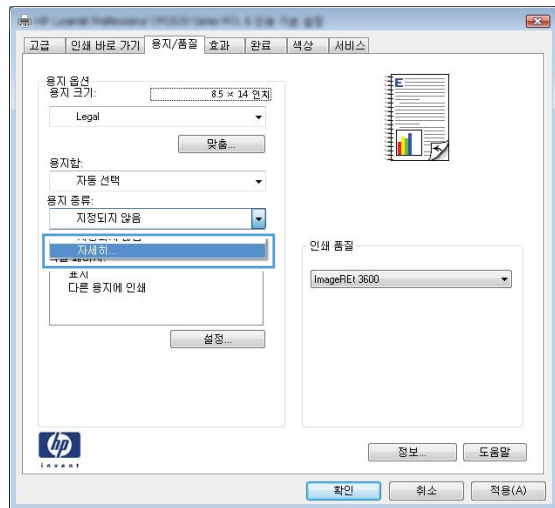 고급 인쇄 바로 가기 용지/품질 효과 완료 색상 서비스
용지 옵션
용지 크기: 8.5 × 14 인치
Legal
맞춤...
용지함:
자동 선택
용지 종류:
지정되지 않음
자세히...
표지
다른 용지에 인쇄
설정...
E
인쇄 품질
ImageREt 3600
hp
invent
정보... 도움말
확인 취소 적용(A)